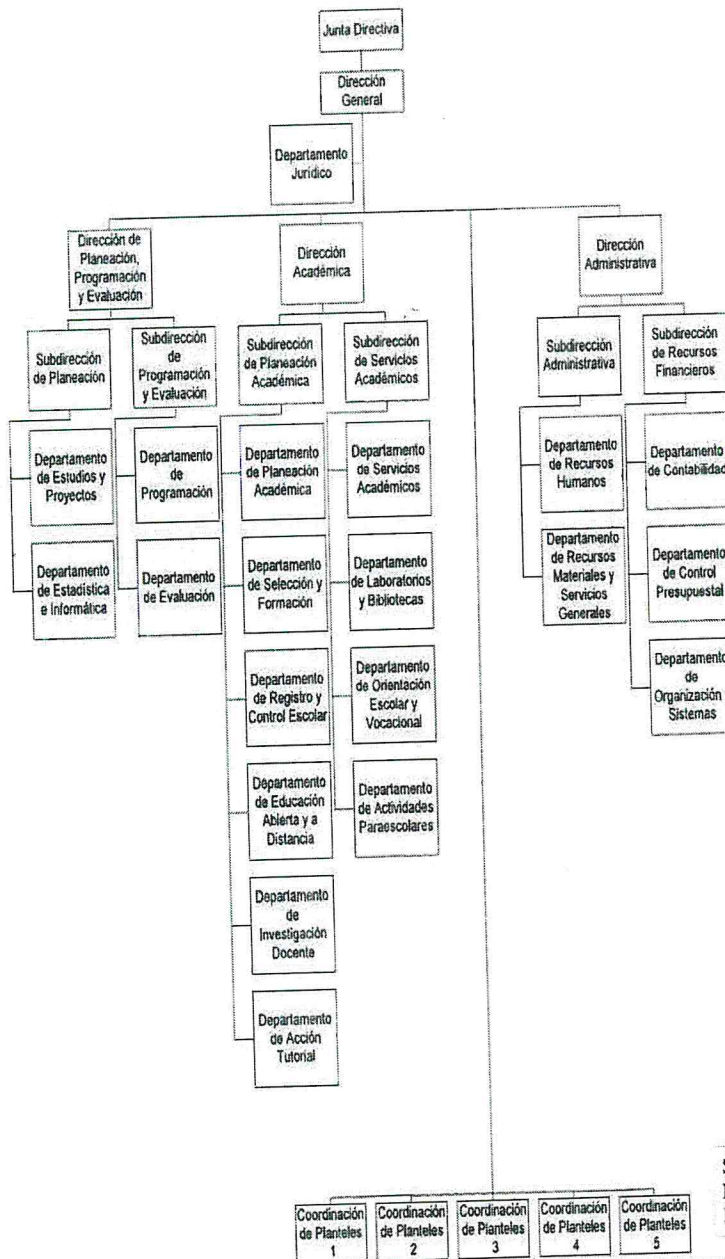 Junta Directiva
Dirección
General
Departamento
Jurídico
Dirección de
Planeación,
Programación
y Evaluación
Dirección
Académica
Dirección
Administrativa
Subdirección
de Planeación
Subdirección
de
Programación
y Evaluación
Subdirección
de Planeación
Académica
Subdirección
de Servicios
Académicos
Subdirección
Administrativa
Subdirección
de Recursos
Financieros
Departamento
de Estudios y
Proyectos
Departamento
de
Programación
Departamento
de Planeación
Académica
Departamento
de Servicios
Académicos
Departamento
de Recursos
Humanos
Departamento
de Contabilidad
Departamento
de Estadística
e Informática
Departamento
de Evaluación
Departamento
de Selección y
Formación
Departamento
de Laboratorios
y Bibliotecas
Departamento
de Recursos
Materiales y
Servicios
Generales
Departamento
de Control
Presupuestal
Departamento
de Registro y
Control Escolar
Departamento
de Orientación
Escolar y
Vocacional
Departamento
de
Organización
Sistemas
Departamento
de Educación
Abierta y a
Distancia
Departamento
de Actividades
Paraescolares
Departamento
de
Investigación
Docente
Departamento
de Acción
Tutorial
Coordinación
de Planteles
1
Coordinación
de Planteles
2
Coordinación
de Planteles
3
Coordinación
de Planteles
4
Coordinación
de Planteles
5